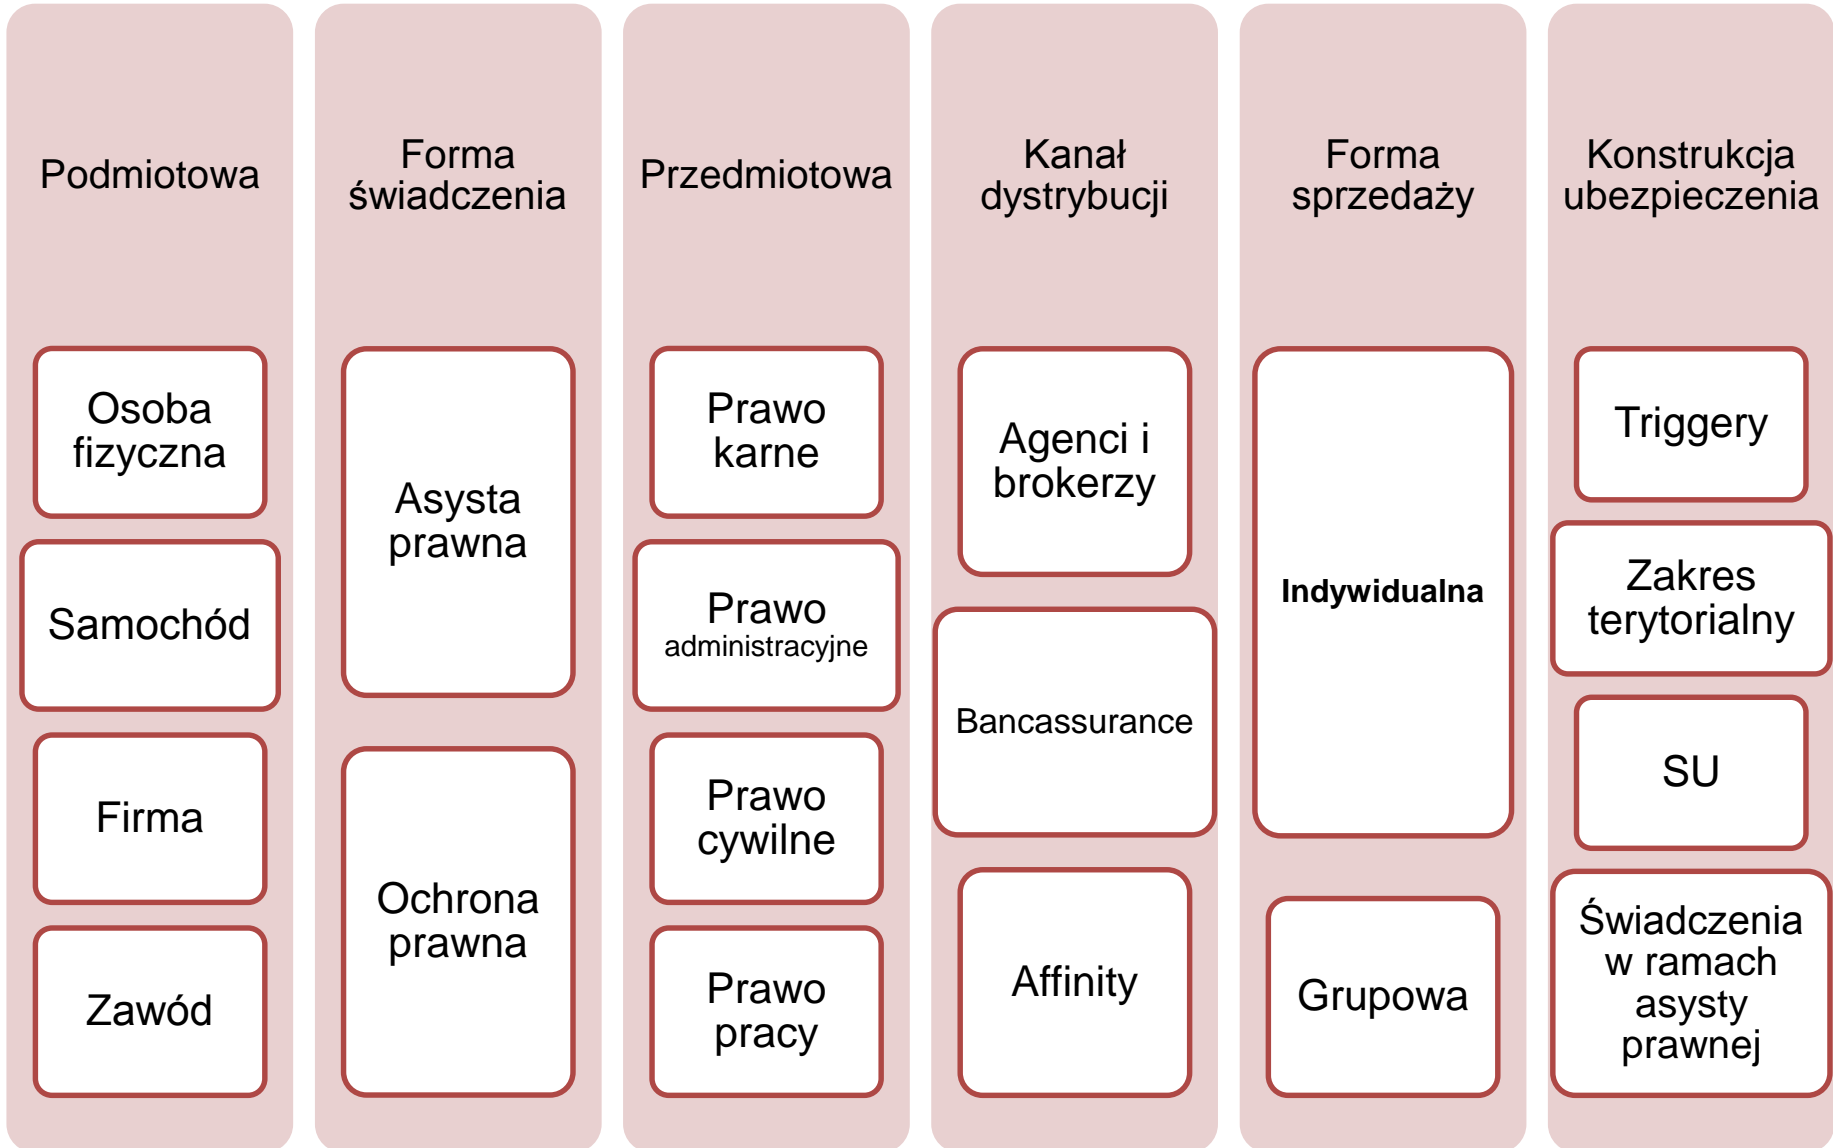 Podmiotowa
Osoba
fizyczna
Samochód
Firma
Zawód
Forma
świadczenia
Asysta
prawna
Ochrona
prawna
Przedmiotowa
Prawo
karne
Prawo
administracyjne
Prawo
cywilne
Prawo
pracy
Kanał
dystrybucji
Agenci i
brokerzy
Bancassurance
Affinity
Forma
sprzedaży
Indywidualna
Grupowa
Konstrukcja
ubezpieczenia
Triggery
Zakres
terytorialny
SU
Świadczenia
w ramach
asysty
prawnej